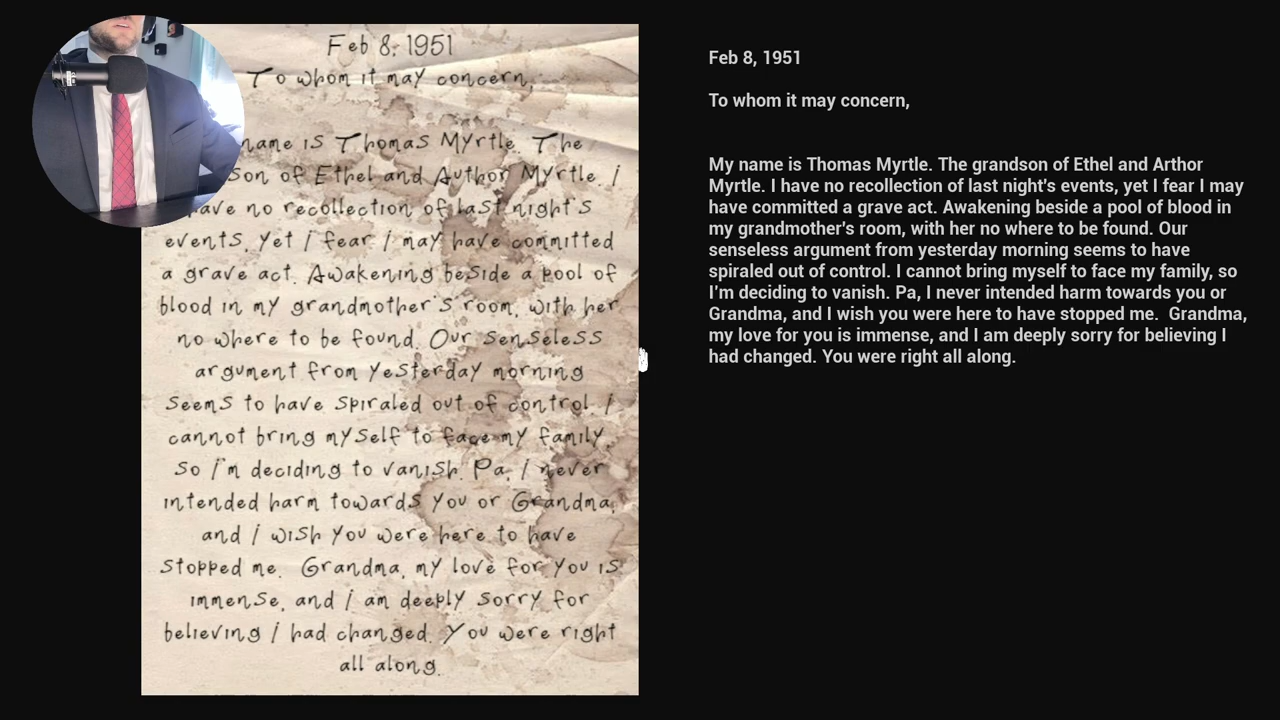 Feb 8, 1951
To whom it may concern,
name is Thomas Myrtle. The
son of Ethel and Author Myrtle. I
have no recollection of last night's
events, yet I fear I may have committed
a grave act. Awakening beside a pool of
blood in my grandmother's room, with her
no where to be found. Our senseless
argument from yesterday morning
seems to have spiraled out of control. I
cannot bring myself to face my family,
so I'm deciding to vanish. Pa, I never
intended harm towards you or Grandma,
and I wish you were here to have
stopped me. Grandma, my love for you is
immense, and I am deeply sorry for
believing I had changed. You were right
all along.
Feb 8, 1951
To whom it may concern,
My name is Thomas Myrtle. The grandson of Ethel and Arthor
Myrtle. I have no recollection of last night's events, yet I fear I may
have committed a grave act. Awakening beside a pool of blood in
my grandmother's room, with her no where to be found. Our
senseless argument from yesterday morning seems to have
spiraled out of control. I cannot bring myself to face my family, so
I'm deciding to vanish. Pa, I never intended harm towards you or
Grandma, and I wish you were here to have stopped me. Grandma,
my love for you is immense, and I am deeply sorry for believing I
had changed. You were right all along.